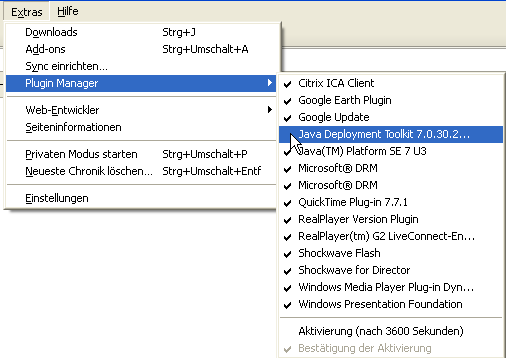 Extras Hilfe
Downloads Strg+J
Add-ons Strg+Umschalt+A
Sync einrichten...
Plugin Manager
Web-Entwickler
Seiteninformationen
Privaten Modus starten Strg+Umschalt+P
Neueste Chronik löschen... Strg+Umschalt+Entf
Einstellungen
Citrix ICA Client
Google Earth Plugin
Google Update
Java Deployment Toolkit 7.0.30.2...
Java(TM) Platform SE 7 U3
Microsoft® DRM
Microsoft® DRM
QuickTime Plug-in 7.7.1
RealPlayer Version Plugin
RealPlayer(tm) G2 LiveConnect-En...
Shockwave Flash
Shockwave for Director
Windows Media Player Plug-in Dyn...
Windows Presentation Foundation
Aktivierung (nach 3600 Sekunden)
Bestätigung der Aktivierung